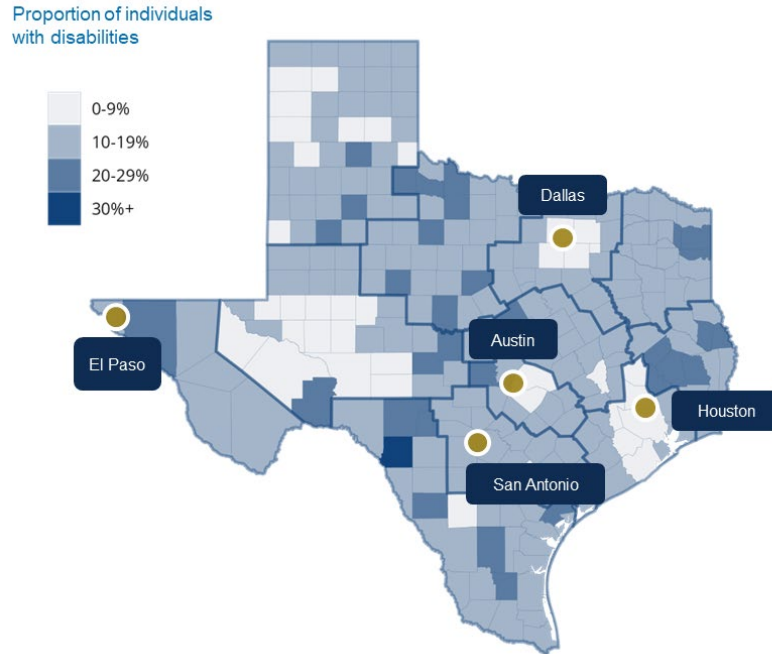 Proportion of individuals
with disabilities
0-9%
10-19%
20-29%
30%+
Dallas
Austin
El Paso
Houston
San Antonio